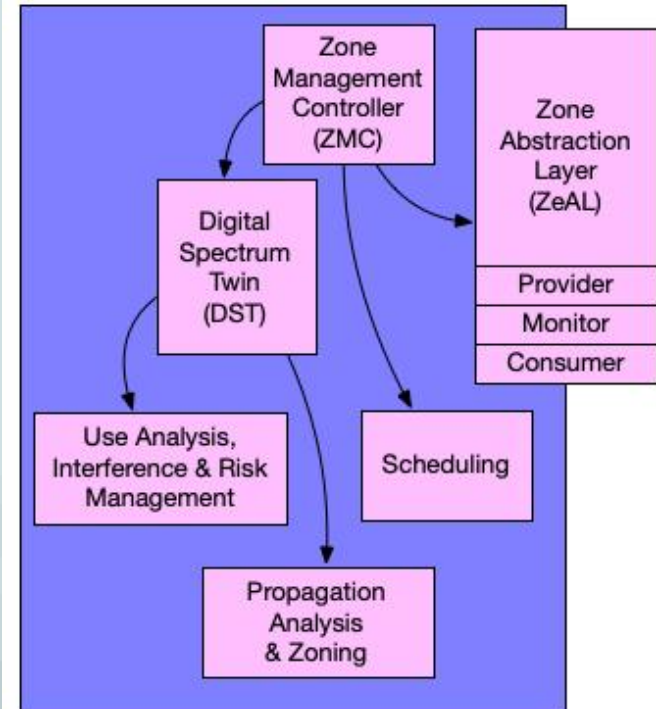 Zone
Management
Controller
(ZMC)
Zone
Abstraction
Layer
(ZeAL)
Provider
Monitor
Consumer
Digital
Spectrum
Twin
(DST)
Use Analysis,
Interference & Risk
Management
Scheduling
Propagation
Analysis
& Zoning